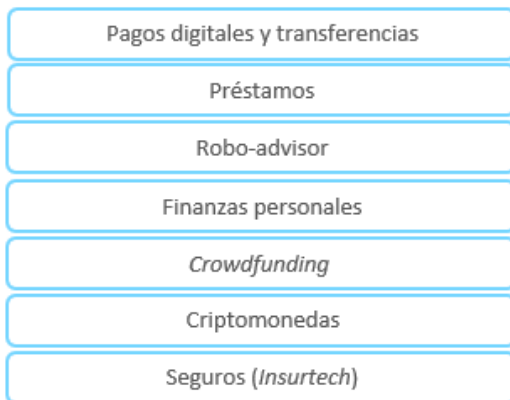 Pagos digitales y transferencias
Préstamos
Robo-advisor
Finanzas personales
Crowdfunding
Criptomonedas
Seguros (Insurtech)